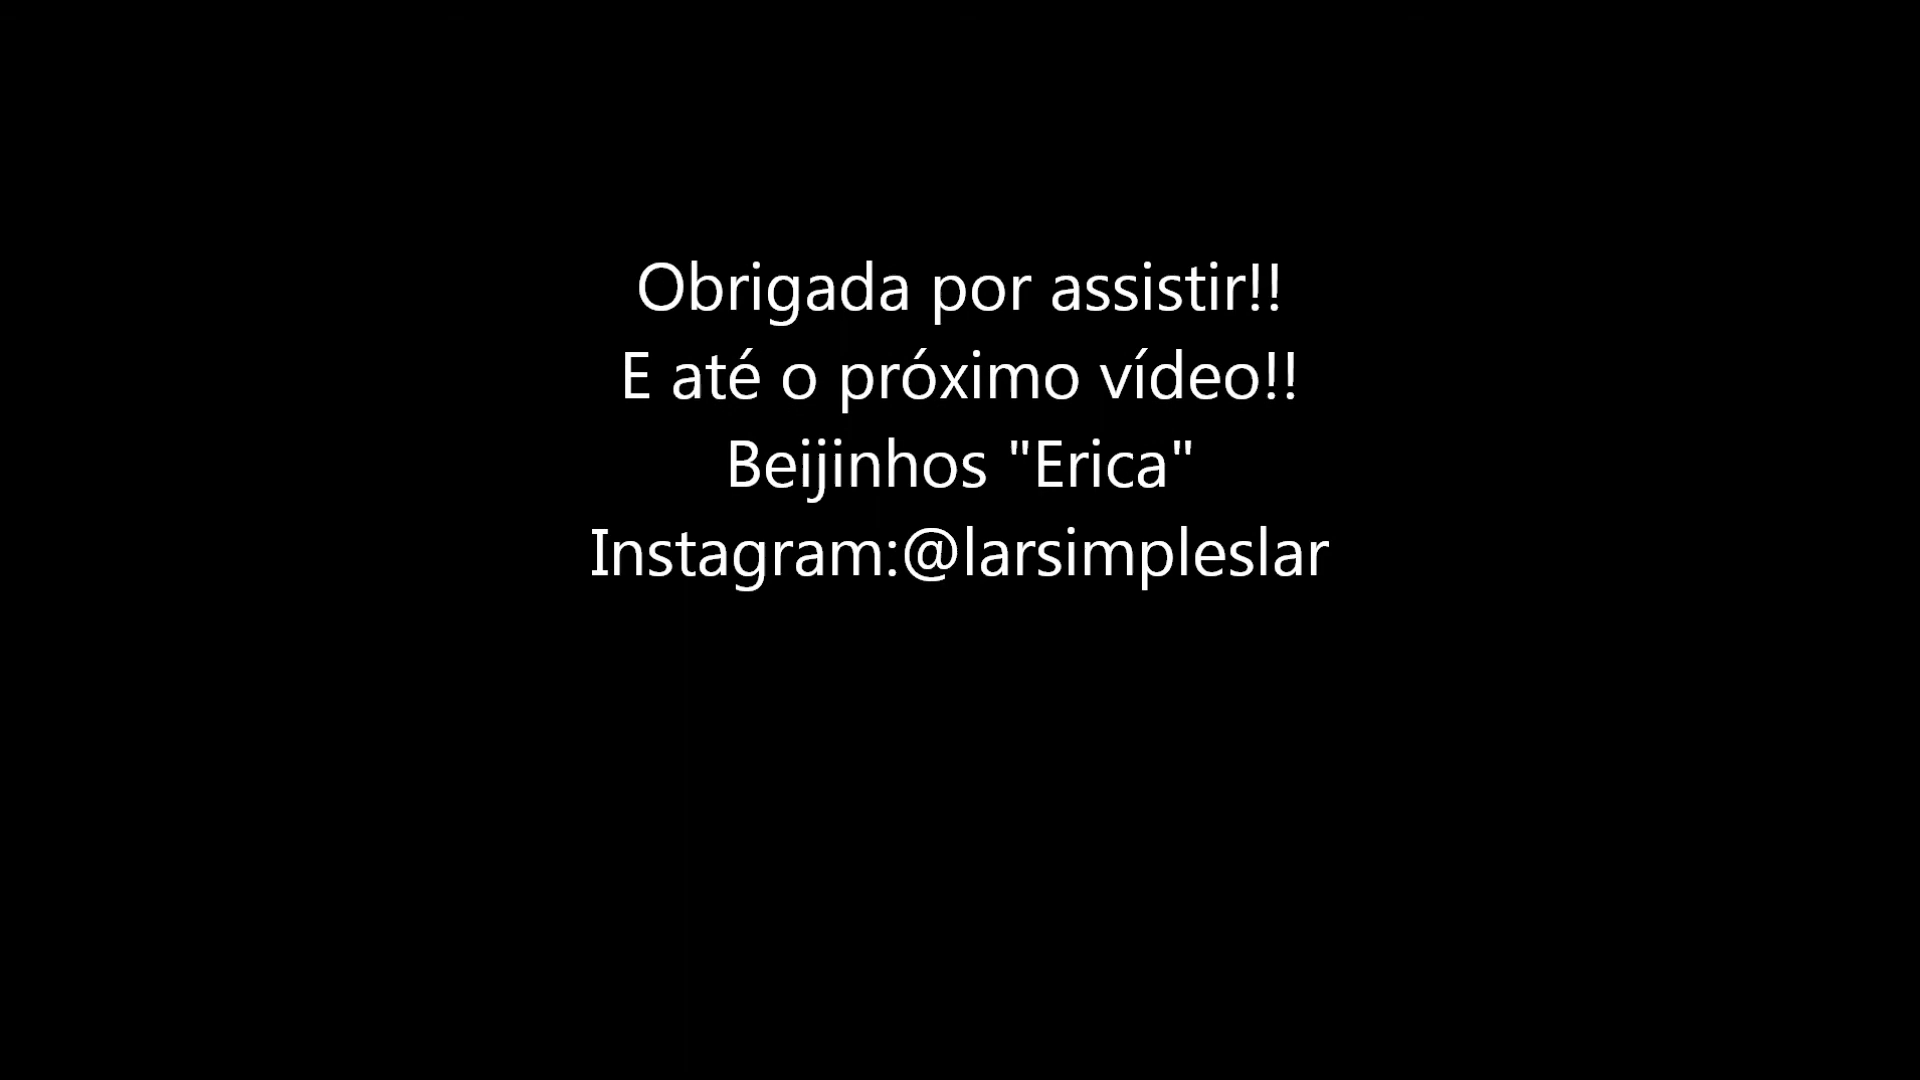 Obrigada por assistir!!
E até o próximo vídeo!!
Beijinhos "Erica"
Instagram:@larsimpleslar